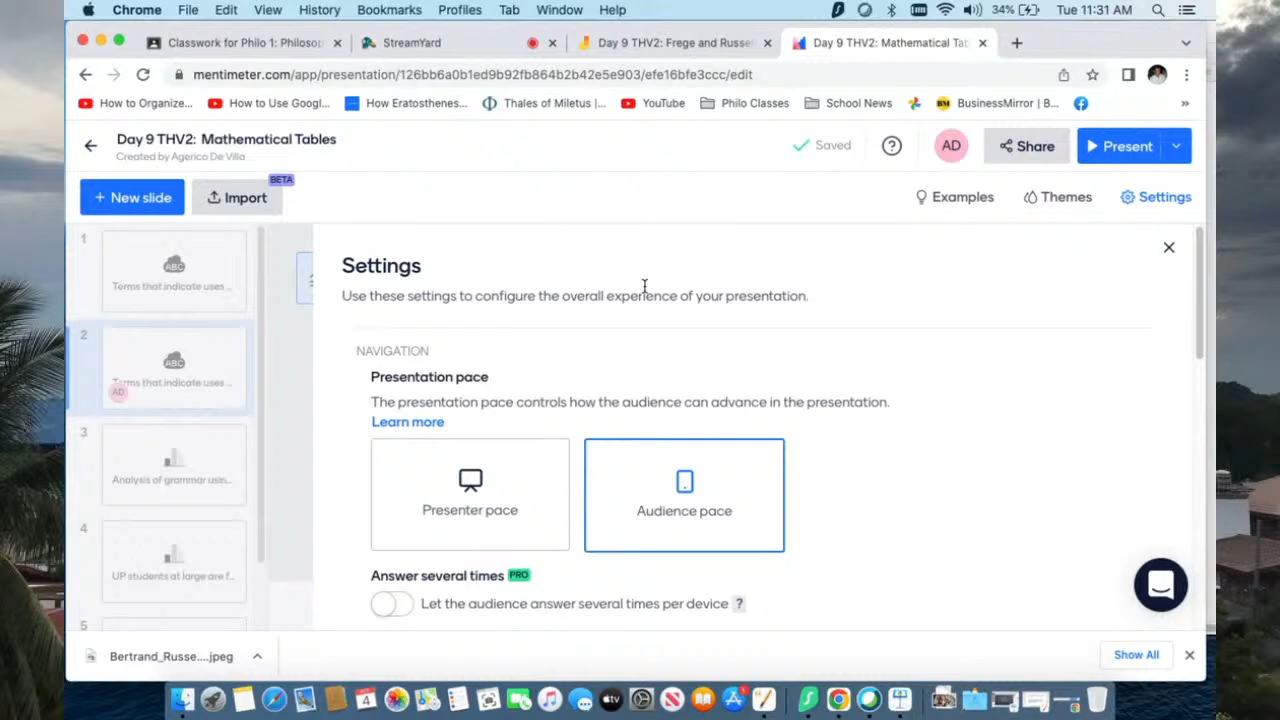 Chrome File Edit View History Bookmarks Profiles Tab Window Help 34% Tue 11:31 AM
Classwork for Philo 1: Philosop StreamYard Day 9 THV2: Frege and Russe Day 9 THV2: Mathematical Tab
mentimeter.com/app/presentation/126bb6a0b1ed9b92fb864b2b42e5e903/efe16bfe3ccc/edit
How to Organize... How to Use Googl... How Eratosthenes... Thales of Miletus |... YouTube Philo Classes School News BM BusinessMirror | B... »
Day 9 THV2: Mathematical Tables
Created by Agerico De Villa
Saved ? AD Share Present
BETA
+ New slide Import Examples Themes Settings
1
ABC
Terms that indicate uses ...
2
ABC
Terms that indicate uses ...
AD
3
Analysis of grammar usin...
4
UP students at large are f...
5
Settings
Use these settings to configure the overall experience of your presentation.
NAVIGATION
Presentation pace
The presentation pace controls how the audience can advance in the presentation.
Learn more
Presenter pace Audience pace
Answer several times PRO
Let the audience answer several times per device ?
Bertrand_Russe....jpeg Show All
4 tv